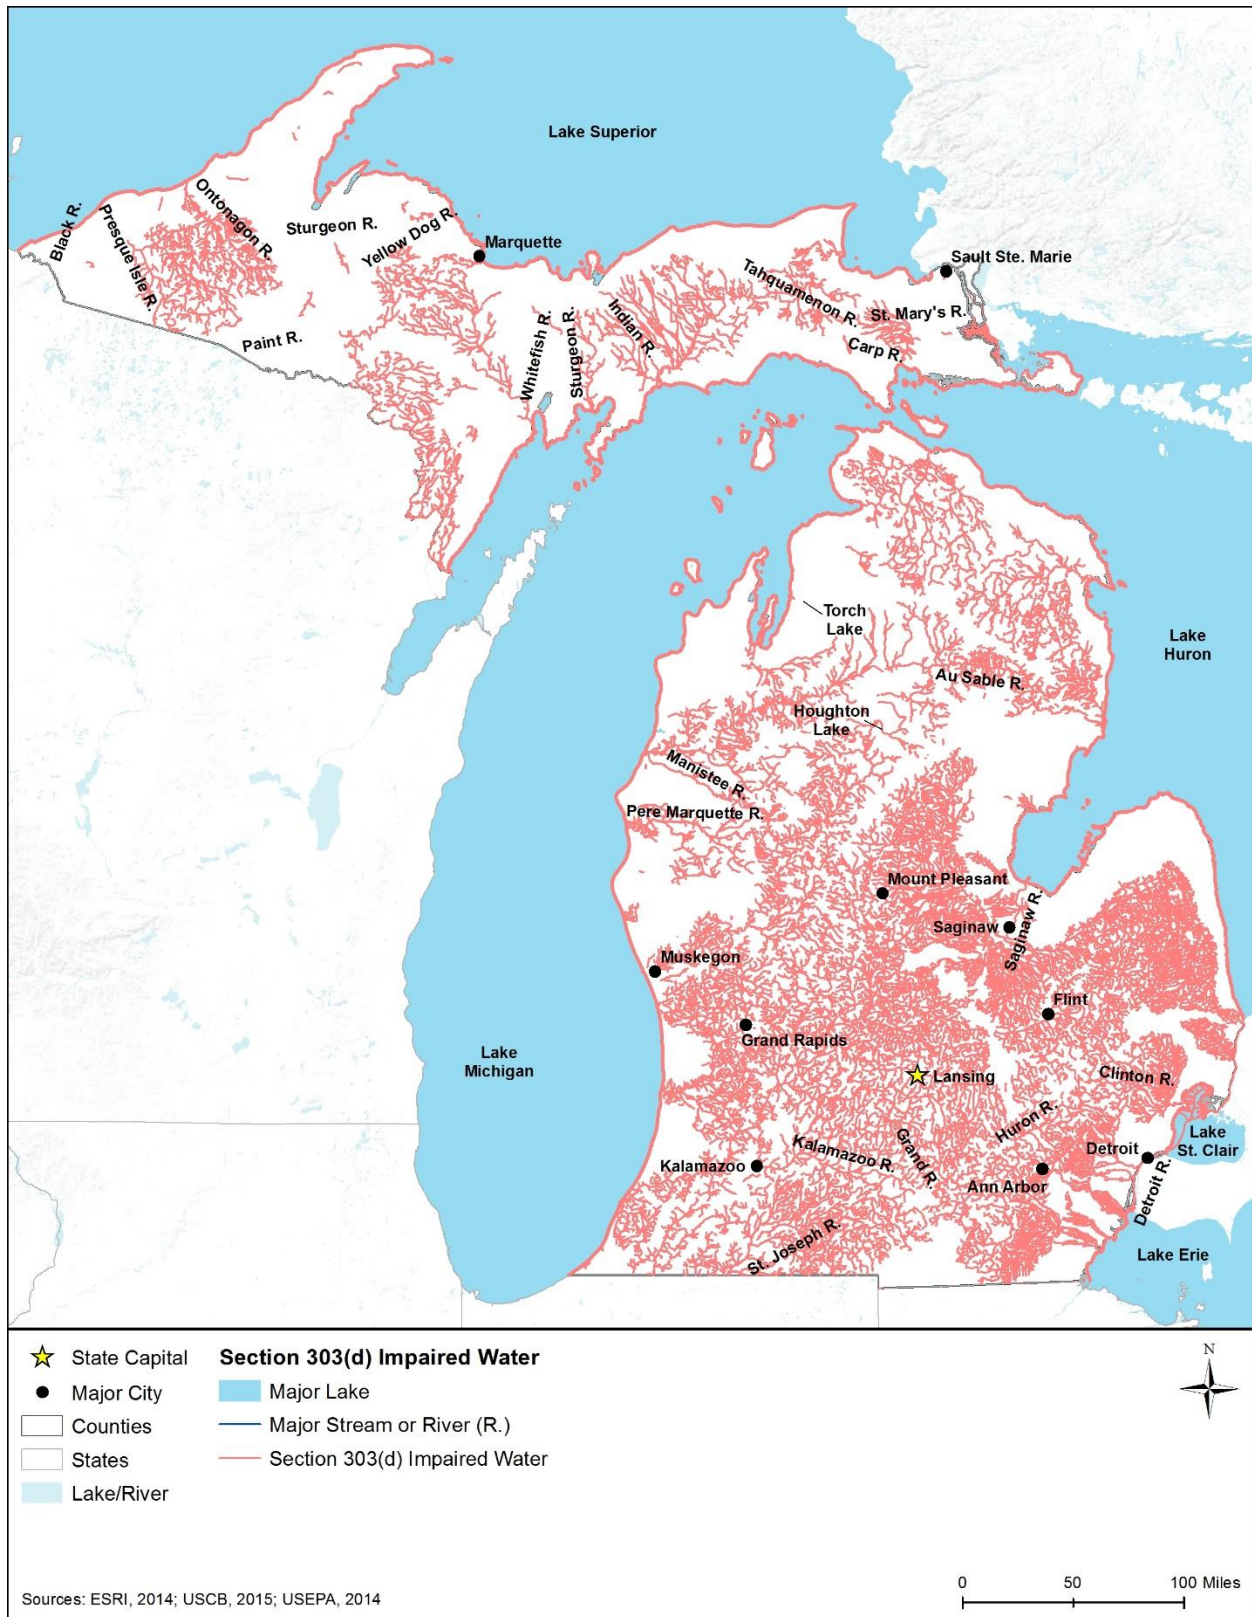 Lake Superior
Black R.
Presque Isle R.
Ontonagon R.
Sturgeon R.
Yellow Dog R.
Marquette
Sault Ste. Marie
Tahquamenon R.
St. Mary's R.
Carp R.
Paint R.
Whitefish R.
Sturgeon R.
Indian R.
Torch
Lake
Lake
Huron
Au Sable R.
Houghton
Lake
Manistee R.
Pere Marquette R.
Mount Pleasant
Saginaw
Saginaw R.
Muskegon
Flint
Grand Rapids
Lake
Michigan
Lansing
Clinton R.
Huron R.
Kalamazoo R.
Grand R.
Kalamazoo
Detroit
Lake
St. Clair
Ann Arbor
Detroit R.
St. Joseph R.
Lake Erie
State Capital
Major City
Counties
States
Lake/River
Section 303(d) Impaired Water
Major Lake
Major Stream or River (R.)
Section 303(d) Impaired Water
N
0 50 100 Miles
Sources: ESRI, 2014; USCB, 2015; USEPA, 2014